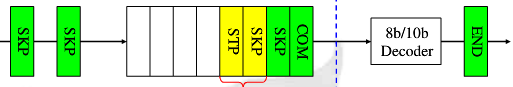 SKP
SKP
STP
SKP
SKP
COM
8b/10b
Decoder
END